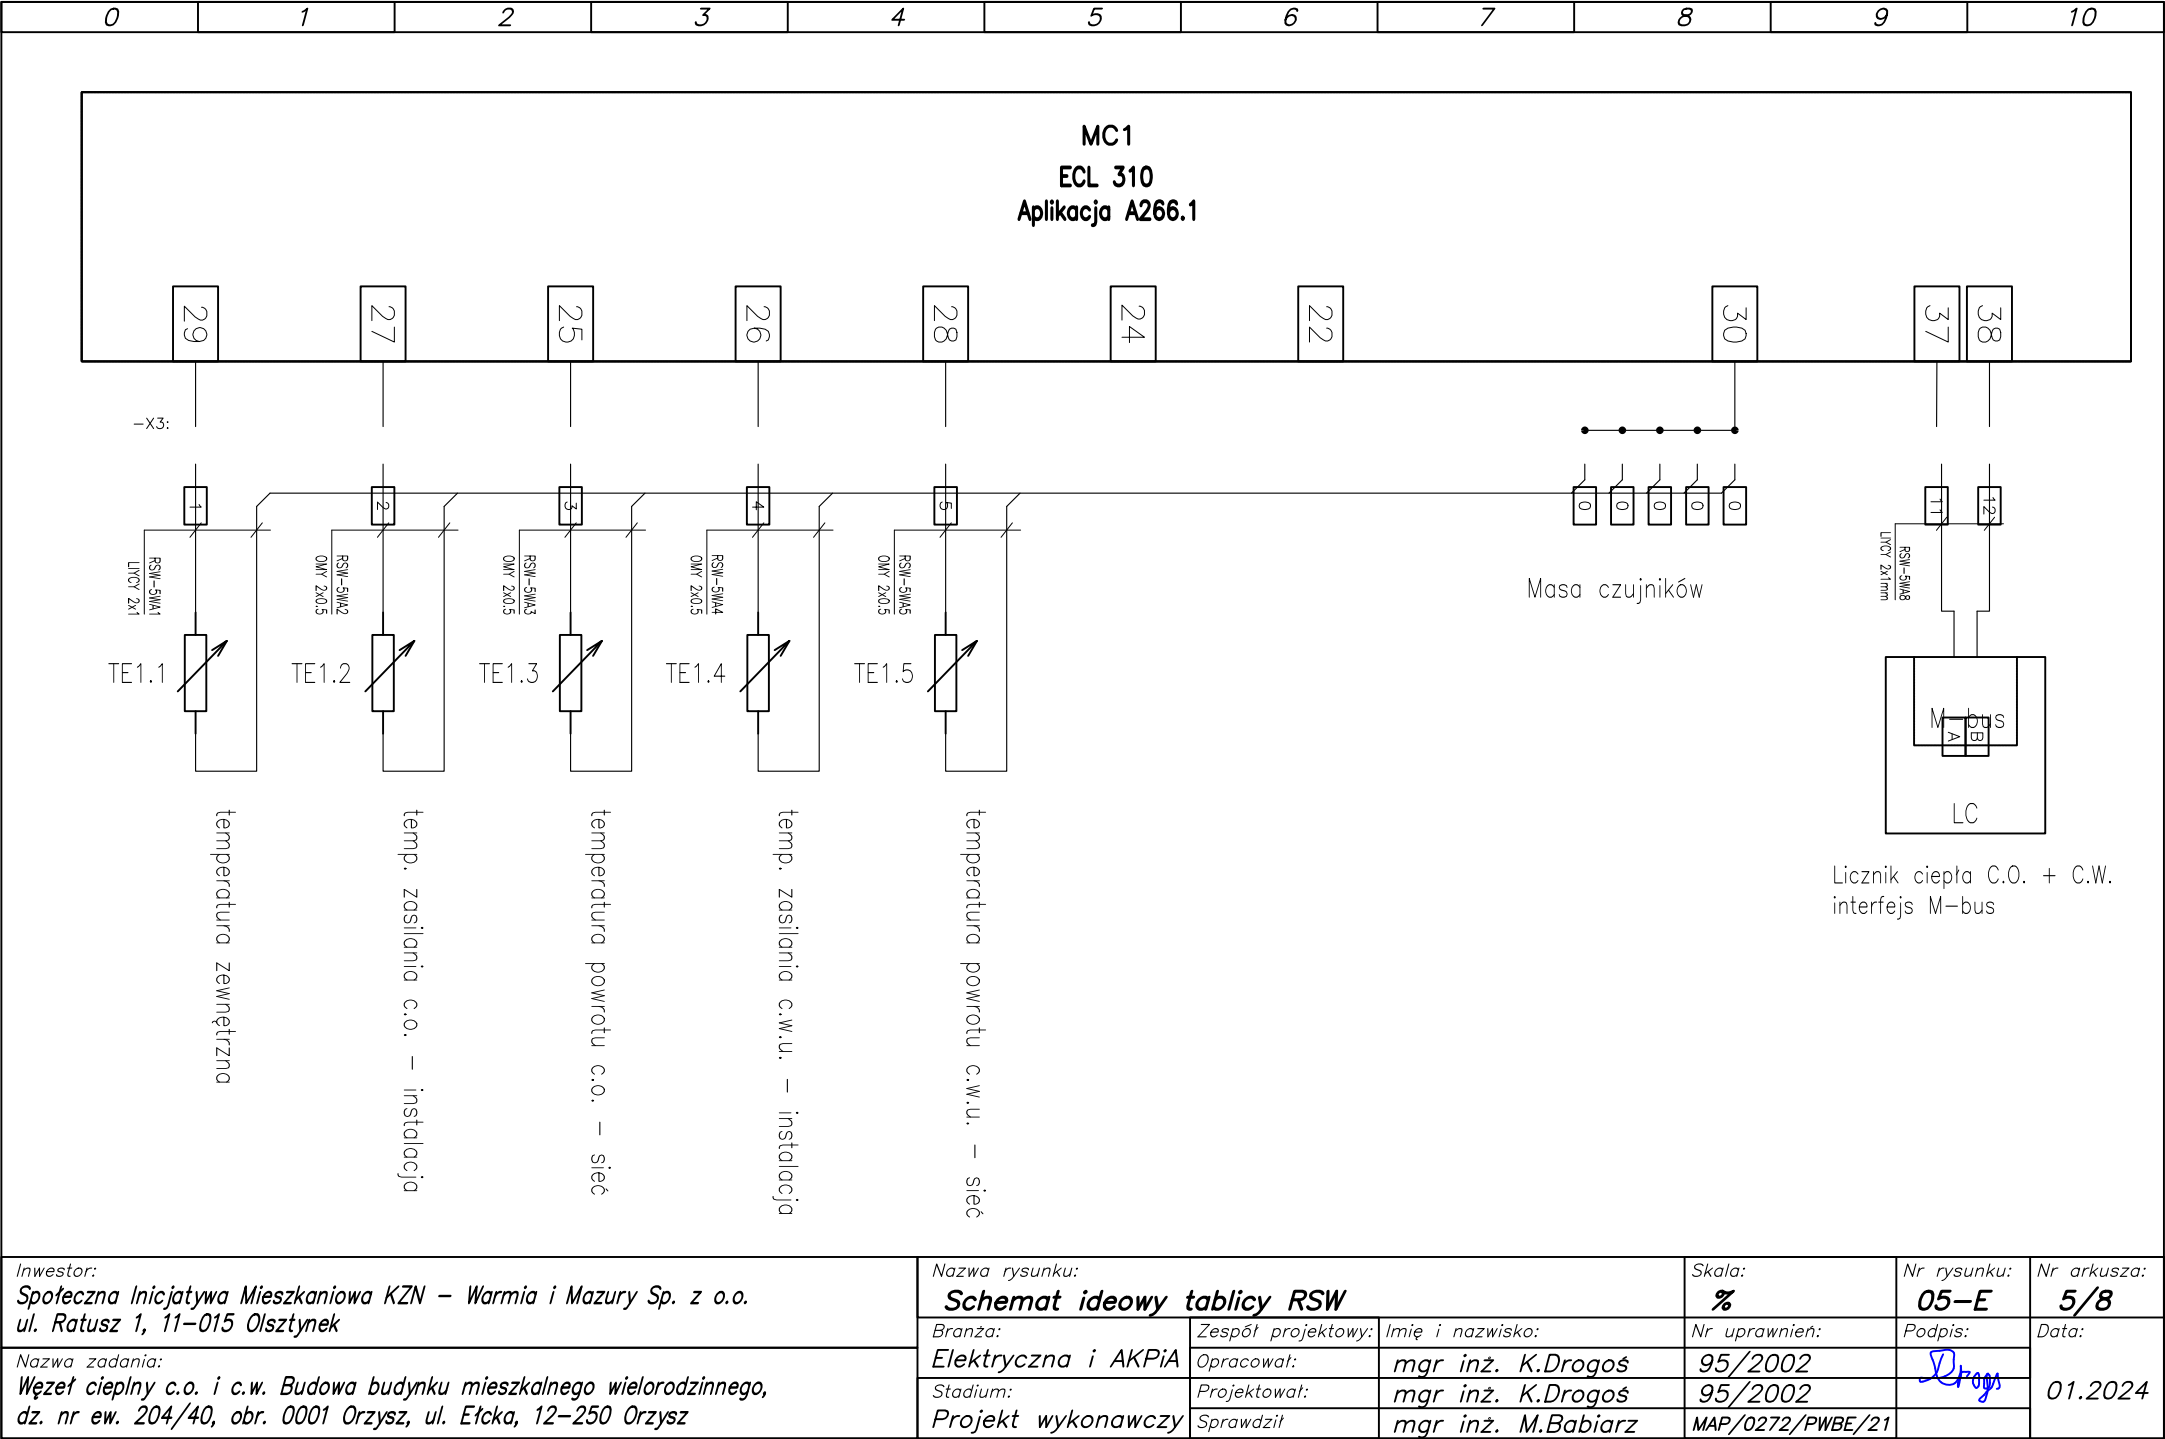 0 1 2 3 4 5 6 7 8 9 10
MC1
ECL 310
Aplikacja A266.1
29 27 25 26 28 24 22 30 37 38
-X3:
1 2 3 4 5 0 0 0 0 0 11 12
RSW-5WA1
LIYCY 2x1
RSW-5WA2
OMY 2x0.5
RSW-5WA3
OMY 2x0.5
RSW-5WA4
OMY 2x0.5
RSW-5WA5
OMY 2x0.5
RSW-5WA8
LIYCY 2x1mm
Masa czujników
TE1.1 TE1.2 TE1.3 TE1.4 TE1.5
M-bus
A B
LC
Licznik ciepła C.O. + C.W.
interfejs M-bus
temperatura zewnętrzna
temp. zasilania c.o. - instalacja
temperatura powrotu c.o. - sieć
temp. zasilania c.w.u. - instalacja
temperatura powrotu c.w.u. - sieć
Inwestor:
Społeczna Inicjatywa Mieszkaniowa KZN – Warmia i Mazury Sp. z o.o.
ul. Ratusz 1, 11-015 Olsztynek
Nazwa zadania:
Węzeł cieplny c.o. i c.w. Budowa budynku mieszkalnego wielorodzinnego,
dz. nr ew. 204/40, obr. 0001 Orzysz, ul. Ełcka, 12-250 Orzysz
Nazwa rysunku:
Schemat ideowy tablicy RSW
Skala:
%
Nr rysunku:
05-E
Nr arkusza:
5/8
Branża:
Elektryczna i AKPiA
Stadium:
Projekt wykonawczy
Zespół projektowy: Imię i nazwisko: Nr uprawnień: Podpis: Data:
Opracował: mgr inż. K.Drogoś 95/2002
Projektował: mgr inż. K.Drogoś 95/2002
Sprawdził mgr inż. M.Babiarz MAP/0272/PWBE/21
01.2024